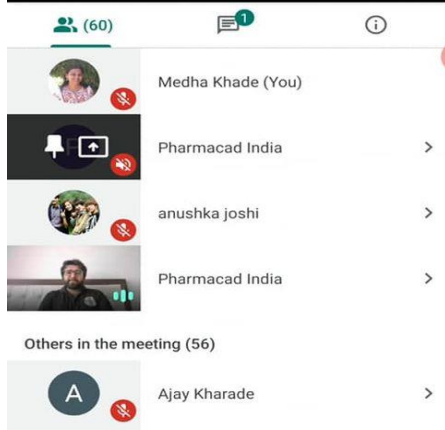 (60)
1
Medha Khade (You)
Pharmacad India
anushka joshi
Pharmacad India
Others in the meeting (56)
A
Ajay Kharade